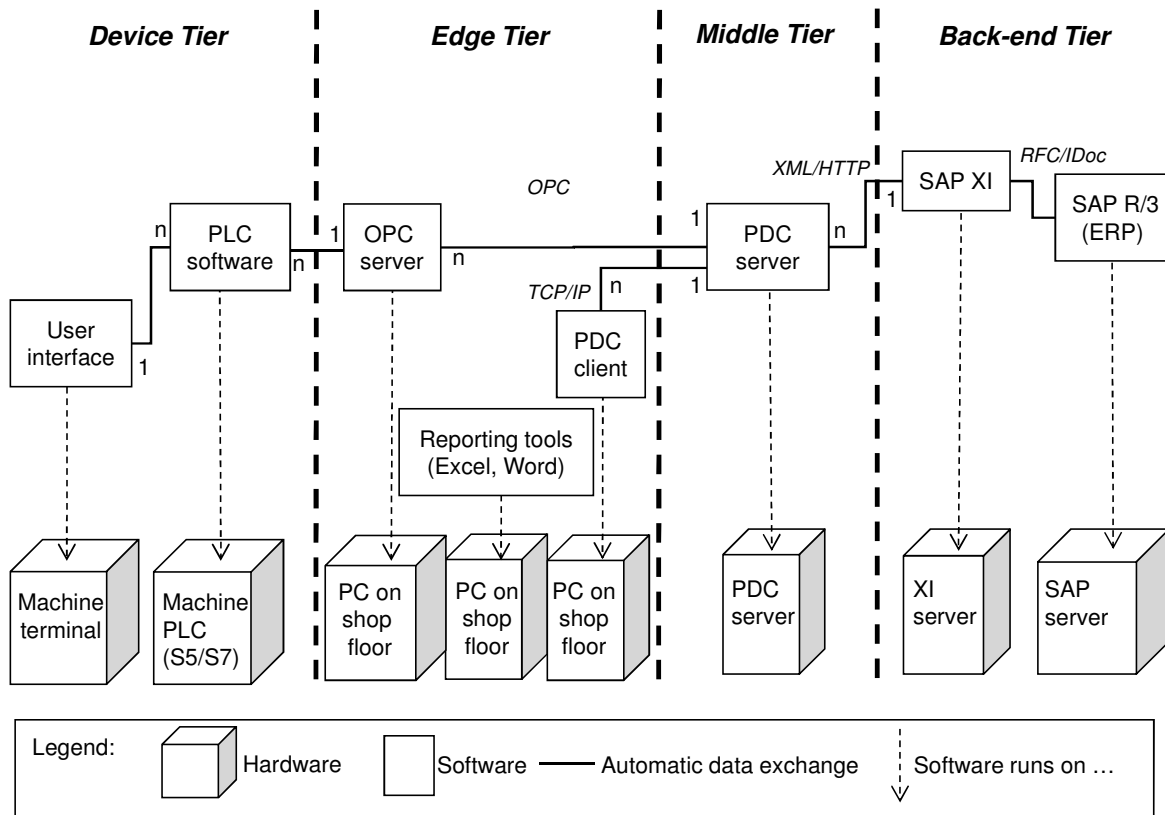 Device Tier
Edge Tier
Middle Tier
Back-end Tier
XML/HTTP
RFC/IDoc
OPC
SAP XI
1
SAP R/3
(ERP)
n
PLC
software
n
1
OPC
server
n
1
PDC
server
n
1
TCP/IP
n
User
interface
1
PDC
client
Reporting tools
(Excel, Word)
Machine
terminal
Machine
PLC
(S5/S7)
PC on
shop
floor
PC on
shop
floor
PC on
shop
floor
PDC
server
XI
server
SAP
server
Legend:
Hardware
Software
Automatic data exchange
Software runs on …